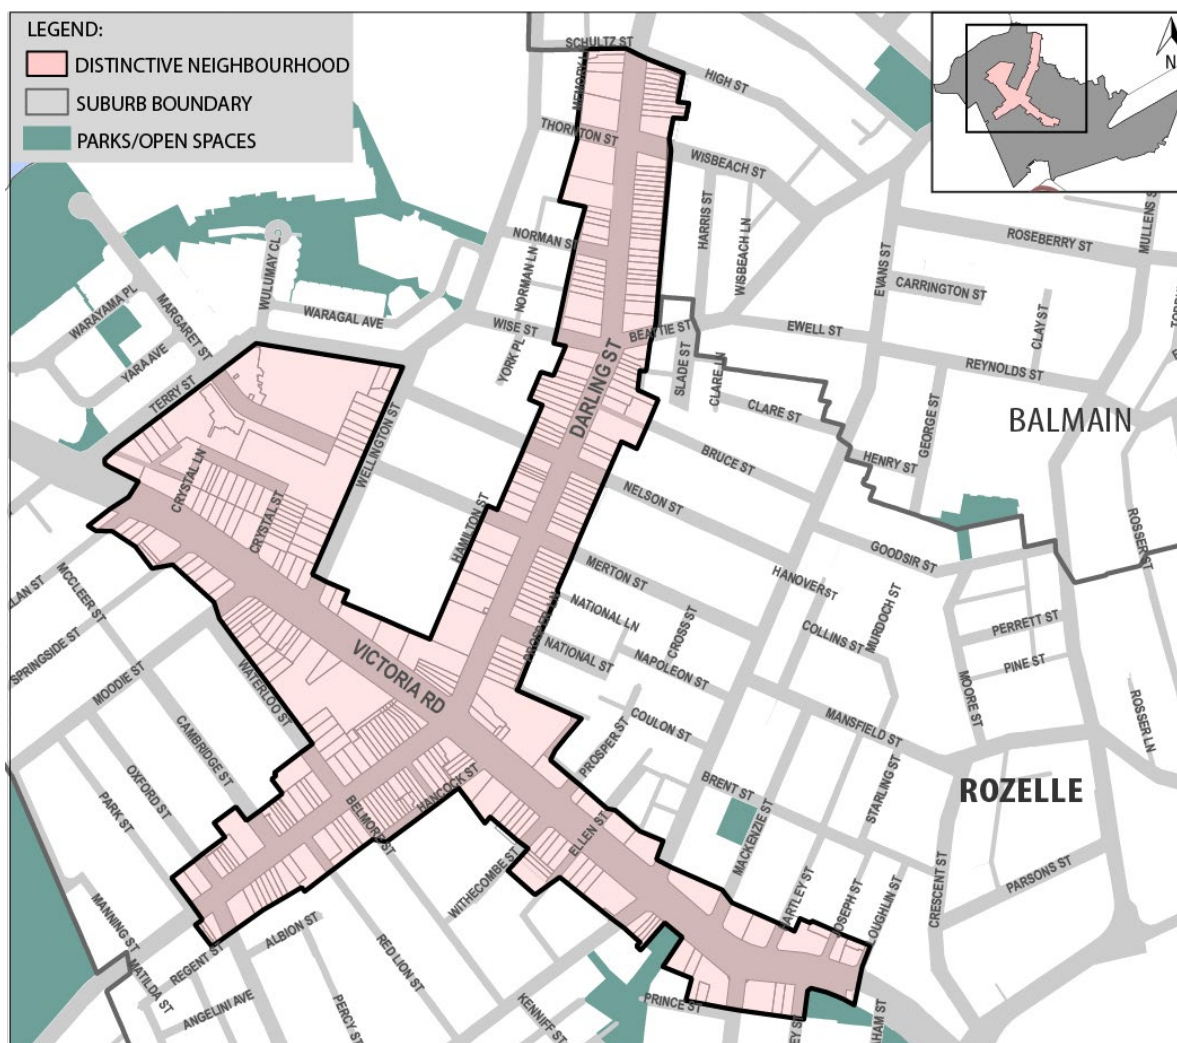 LEGEND:
DISTINCTIVE NEIGHBOURHOOD
SUBURB BOUNDARY
PARKS/OPEN SPACES
N
SCHULTZ ST
HIGH ST
THORNTON ST
WISBEACH ST
HARRIS ST
WISBEACH LN
MULLENS S
ROSEBERRY ST
EVANS ST
CARRINGTON ST
CLAY ST
NORMAN ST
NORMAN LN
WULUMAY CL
WARAYAMA PL
MARGARET ST
WARAGAL AVE
YARA AVE
TERRY ST
WISE ST
YORK PL
BEATTIE ST
EWELL ST
REYNOLDS ST
SLADE ST
CLARE LN
CLARE ST
DARLING ST
GEORGE ST
BALMAIN
HENRY ST
BRUCE ST
NELSON ST
WELLINGTON ST
CRYSTAL LN
CRYSTAL ST
HAMILTON ST
MERTON ST
GOODSIR ST
ROSSER ST
HANOVER ST
MURDOCH ST
COLLINS ST
NATIONAL LN
NATIONAL ST
CROSS ST
NAPOLEON ST
PERRETT ST
PINE ST
MOORE ST
ROSSER LN
MCCLEER ST
SPRINGSIDE ST
MOODIE ST
WATERLOO ST
VICTORIA RD
COULON ST
PROSPER ST
MANSFIELD ST
STARLING ST
BRENT ST
MACKENZIE ST
ROZELLE
CAMBRIDGE ST
OXFORD ST
PARK ST
BELMORE ST
HANCOCK ST
ELLEN ST
WITHECOMBE ST
HARTLEY ST
JOSEPH ST
LOUGHLIN ST
CRESCENT ST
PARSONS ST
MANNING ST
MATILDA ST
REGENT ST
ALBION ST
ANGELINI AVE
RED LION ST
PERCY ST
KENNIFF ST
PRINCE ST
HAM ST
EY ST